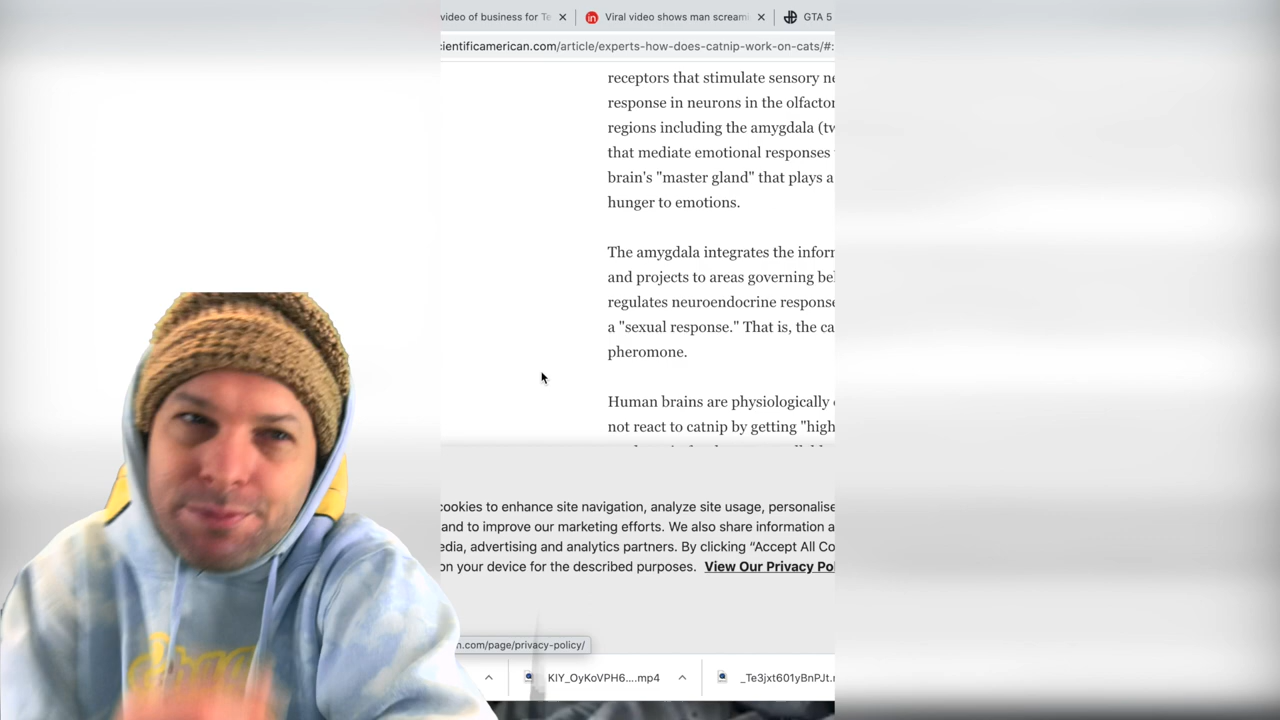 video of business for Te
Viral video shows man scream
GTA 5
ientificamerican.com/article/experts-how-does-catnip-work-on-cats/#:
receptors that stimulate sensory ne
response in neurons in the olfactor
regions including the amygdala (tw
that mediate emotional responses
brain's "master gland" that plays a
hunger to emotions.
The amygdala integrates the inforr
and projects to areas governing bel
regulates neuroendocrine response
a "sexual response." That is, the ca
pheromone.
Human brains are physiologically
not react to catnip by getting "high
cookies to enhance site navigation, analyze site usage, personalise
and to improve our marketing efforts. We also share information a
edia, advertising and analytics partners. By clicking “Accept All Co
on your device for the described purposes. View Our Privacy Pol
n.com/page/privacy-policy/
KIY_OyKoVPH6....mp4
_Te3jxt601yBnPJt.r